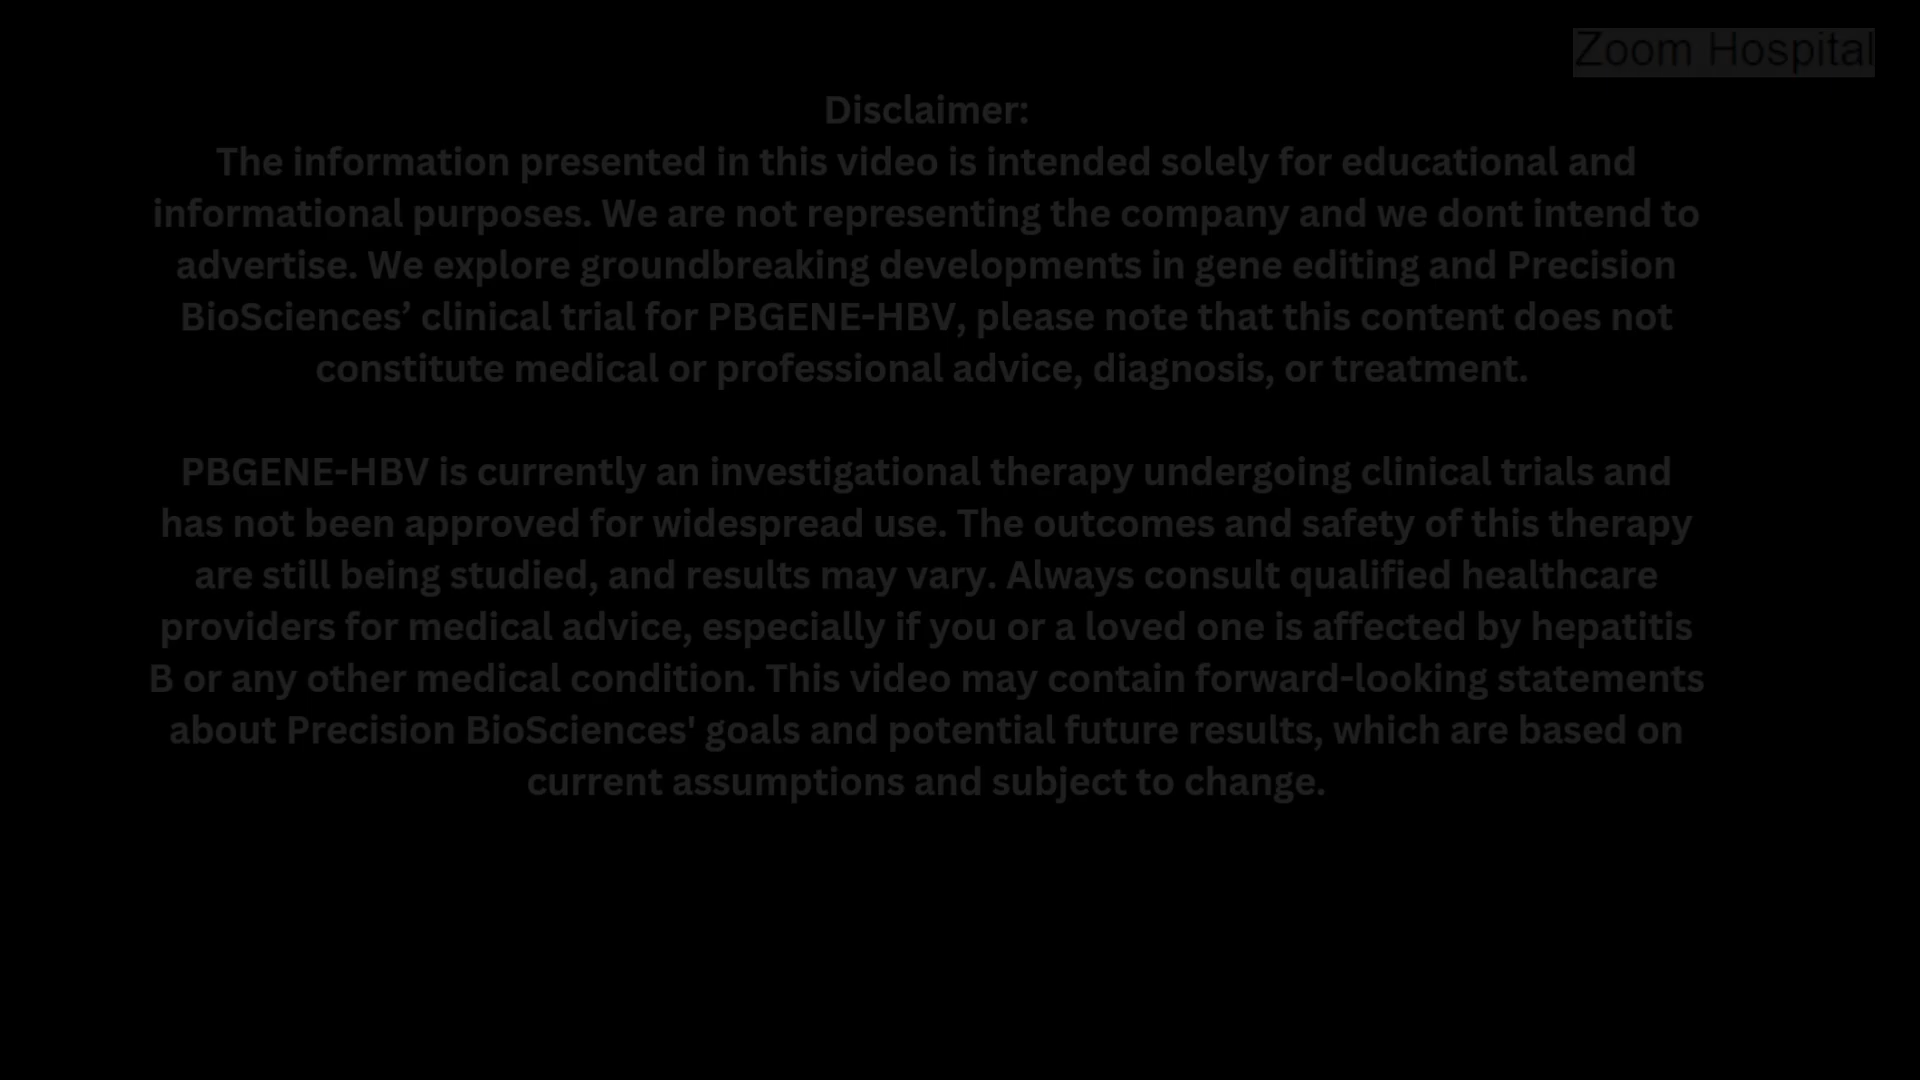 Zoom Hospital
Disclaimer:
The information presented in this video is intended solely for educational and
informational purposes. We are not representing the company and we dont intend to
advertise. We explore groundbreaking developments in gene editing and Precision
BioSciences’ clinical trial for PBGENE-HBV, please note that this content does not
constitute medical or professional advice, diagnosis, or treatment.
PBGENE-HBV is currently an investigational therapy undergoing clinical trials and
has not been approved for widespread use. The outcomes and safety of this therapy
are still being studied, and results may vary. Always consult qualified healthcare
providers for medical advice, especially if you or a loved one is affected by hepatitis
B or any other medical condition. This video may contain forward-looking statements
about Precision BioSciences' goals and potential future results, which are based on
current assumptions and subject to change.